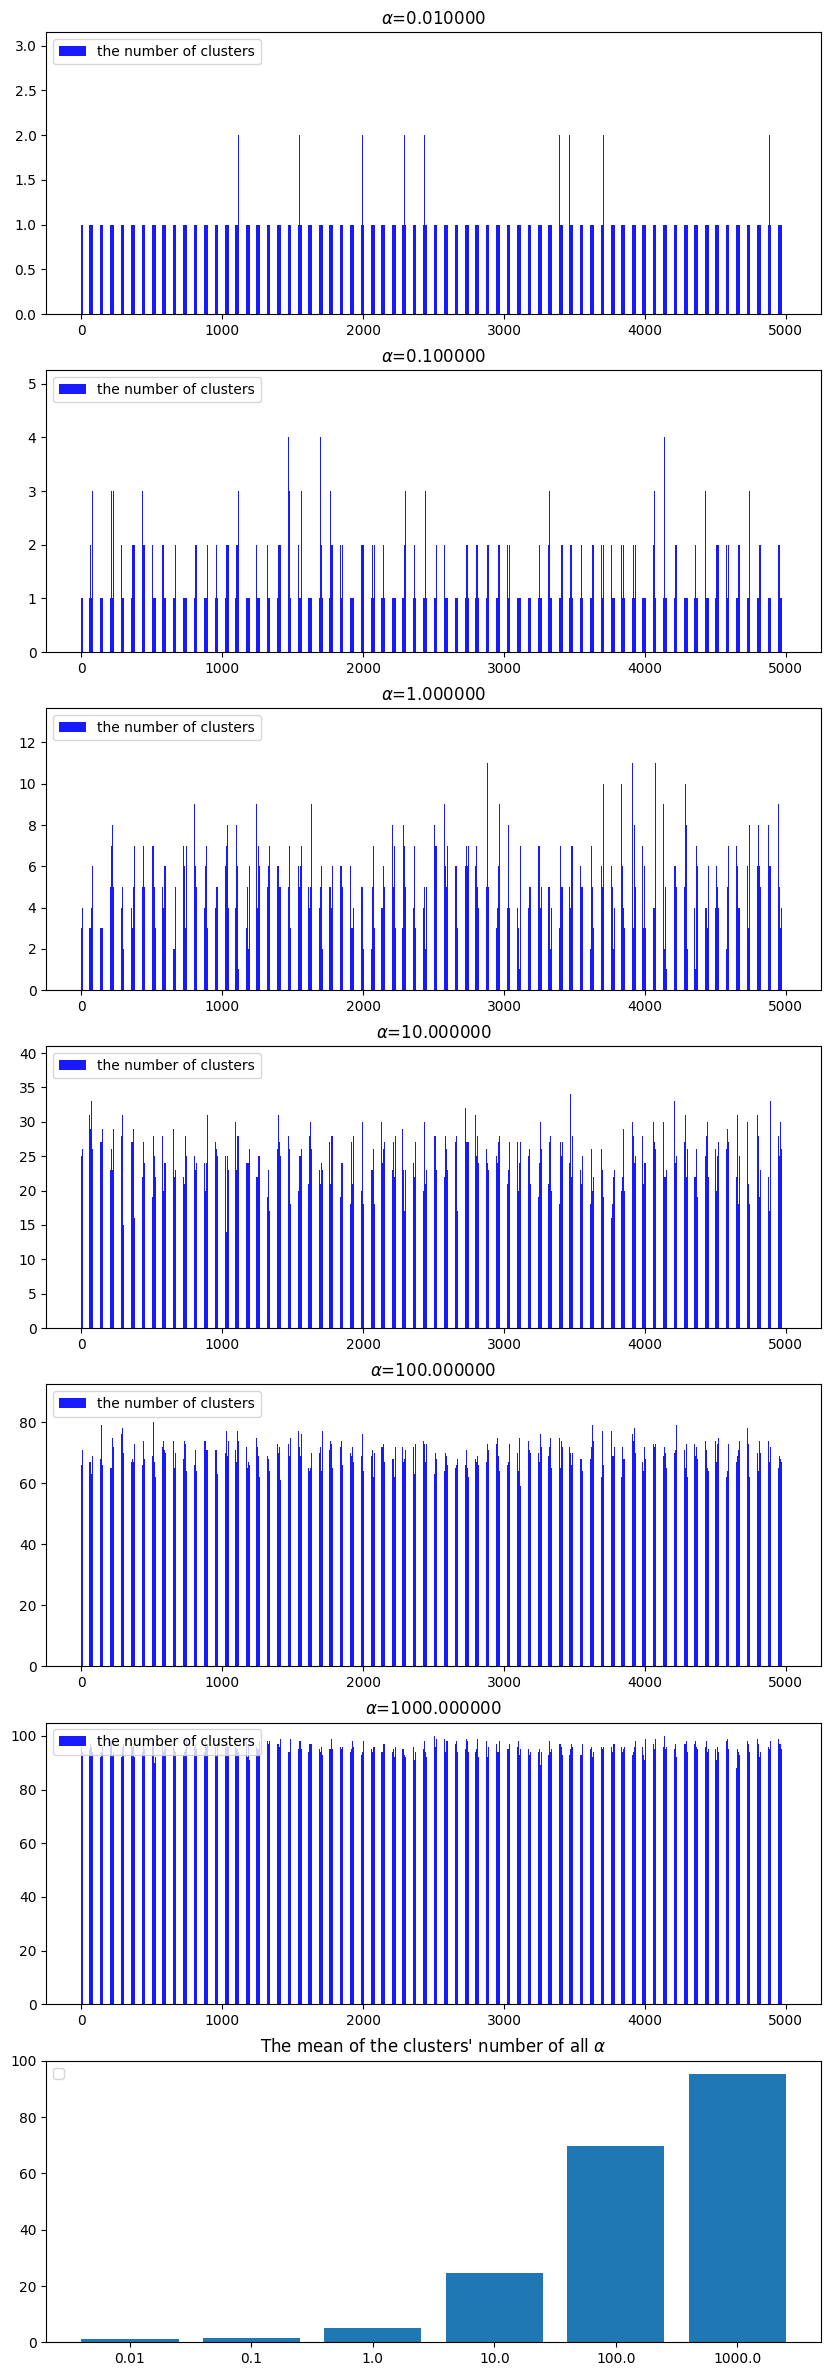 α=0.010000
the number of clusters
3.0
2.5
2.0
1.5
1.0
0.5
0.0
0 1000 2000 3000 4000 5000
α=0.100000
the number of clusters
5
4
3
2
1
0
0 1000 2000 3000 4000 5000
α=1.000000
the number of clusters
12
10
8
6
4
2
0
0 1000 2000 3000 4000 5000
α=10.000000
the number of clusters
40
35
30
25
20
15
10
5
0
0 1000 2000 3000 4000 5000
α=100.000000
the number of clusters
80
60
40
20
0
0 1000 2000 3000 4000 5000
α=1000.000000
the number of clusters
100
80
60
40
20
0
0 1000 2000 3000 4000 5000
The mean of the clusters' number of all α
100
80
60
40
20
0
0.01 0.1 1.0 10.0 100.0 1000.0